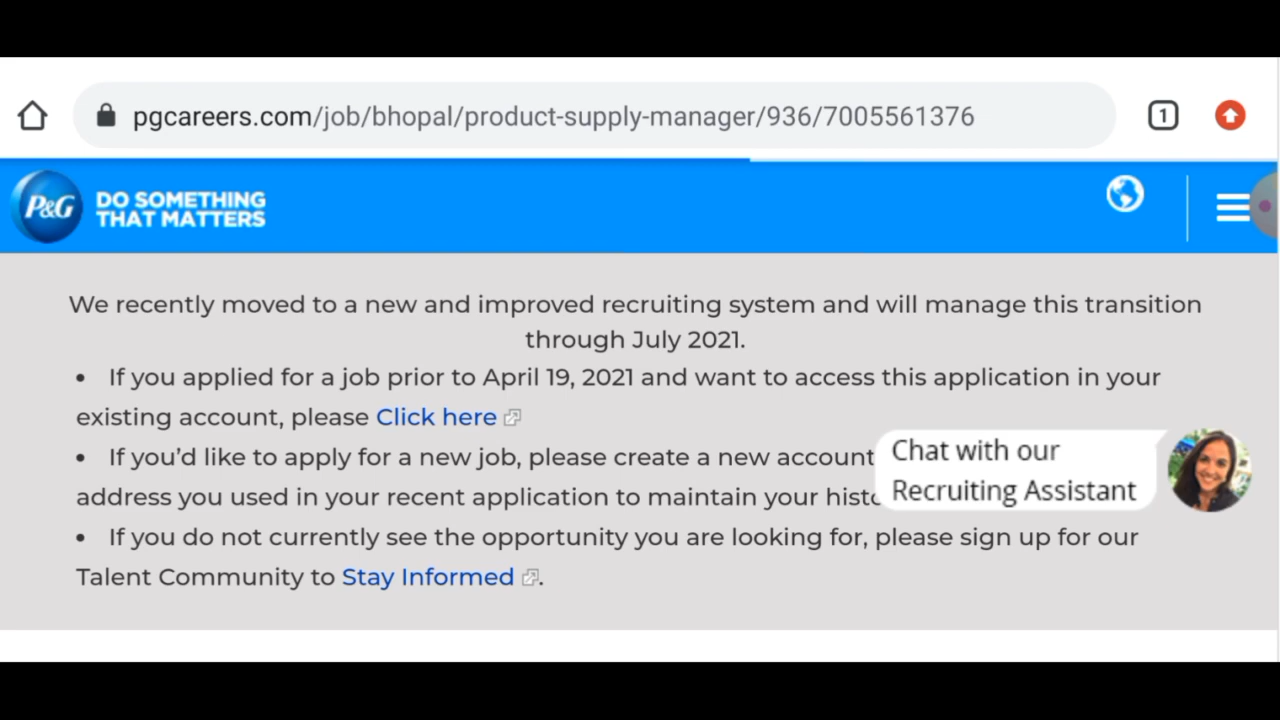 pgcareers.com/job/bhopal/product-supply-manager/936/7005561376
1
P&G
DO SOMETHING
THAT MATTERS
We recently moved to a new and improved recruiting system and will manage this transition
through July 2021.
• If you applied for a job prior to April 19, 2021 and want to access this application in your
existing account, please Click here
• If you’d like to apply for a new job, please create a new account
address you used in your recent application to maintain your
Chat with our
Recruiting Assistant
• If you do not currently see the opportunity you are looking for, please sign up for our
Talent Community to Stay Informed.